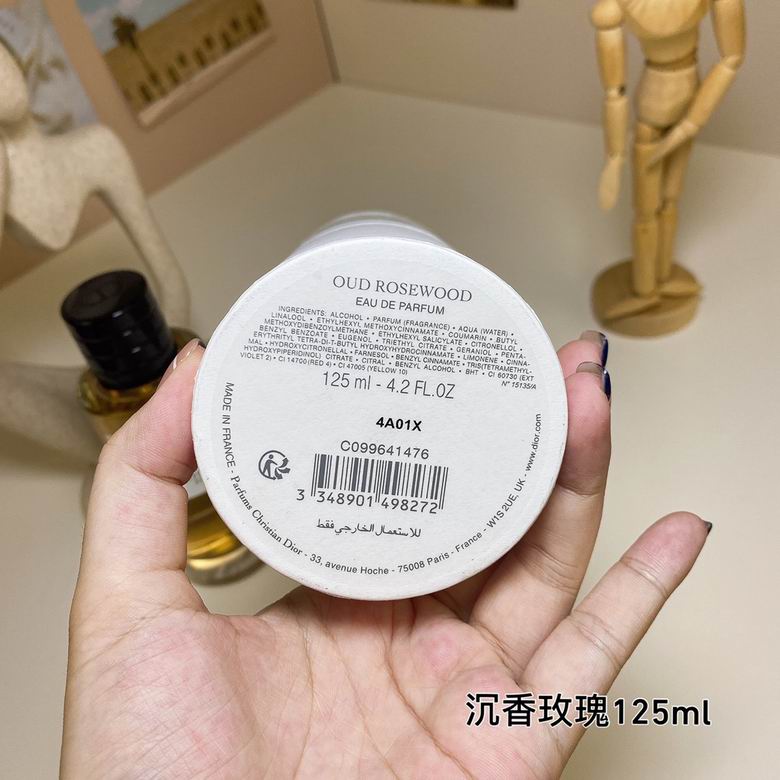 OUD ROSEWOOD
EAU DE PARFUM
INGREDIENTS: ALCOHOL • PARFUM (FRAGRANCE) • AQUA (WATER) •
LINALOOL • ETHYLHEXYL METHOXYCINNAMATE • COUMARIN • BUTYL
METHOXYDIBENZOYLMETHANE • ETHYLHEXYL SALICYLATE • CITRONELLOL •
BENZYL BENZOATE • EUGENOL • TRIETHYL CITRATE • GERANIOL • PENTA-
ERYTHRITYL TETRA-DI-T-BUTYL HYDROXYHYDROCINNAMATE • LIMONENE • CINNA-
MAL • HYDROXYCITRONELLAL • FARNESOL • BENZYL CINNAMATE • TRIS(TETRAMETHYL-
HYDROXYPIPERIDINOL) CITRATE • CITRAL • BENZYL ALCOHOL • BHT • CI 60730 (EXT
VIOLET 2) • CI 14700 (RED 4) • CI 47005 (YELLOW 10)
N° 15135/A
125 ml - 4.2 FL.OZ
4A01X
C099641476
3 348901 498272
للاستعمال الخارجي فقط
MADE IN FRANCE - Parfums Christian Dior - 33, avenue Hoche - 75008 Paris - France - W1S 2UE, UK - www.dior.com
沉香玫瑰125ml